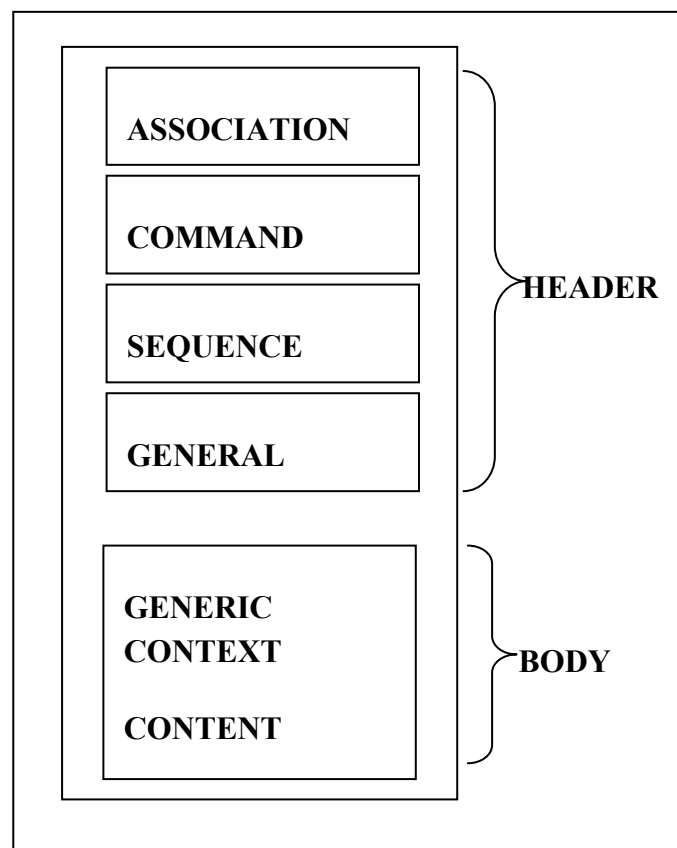 ASSOCIATION
COMMAND
SEQUENCE
GENERAL
HEADER
GENERIC
CONTEXT
CONTENT
BODY